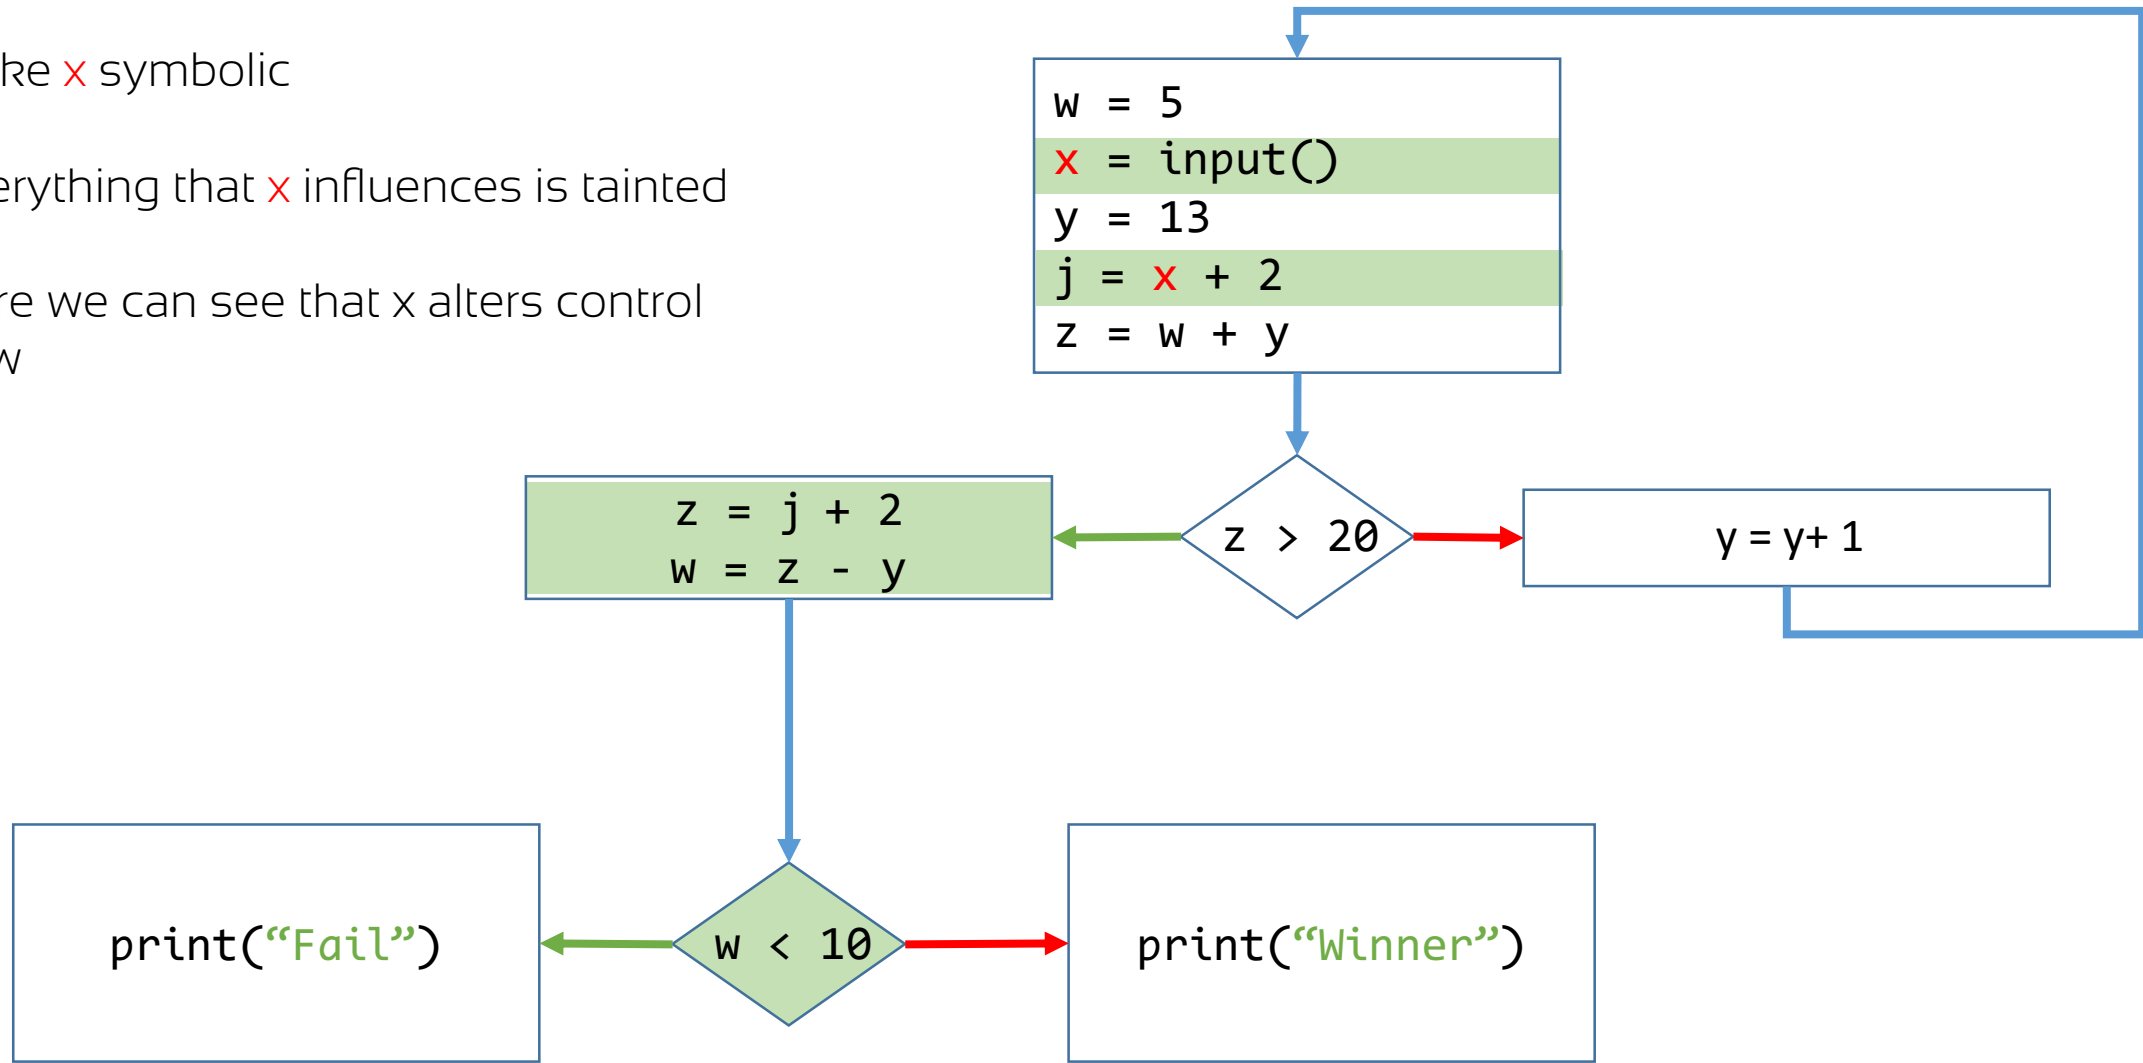 ke x symbolic
erything that x influences is tainted
re we can see that x alters control
w
w = 5
x = input()
y = 13
j = x + 2
z = w + y
z = j + 2
w = z - y
z > 20
y = y+ 1
print(“Fail”)
w < 10
print(“Winner”)